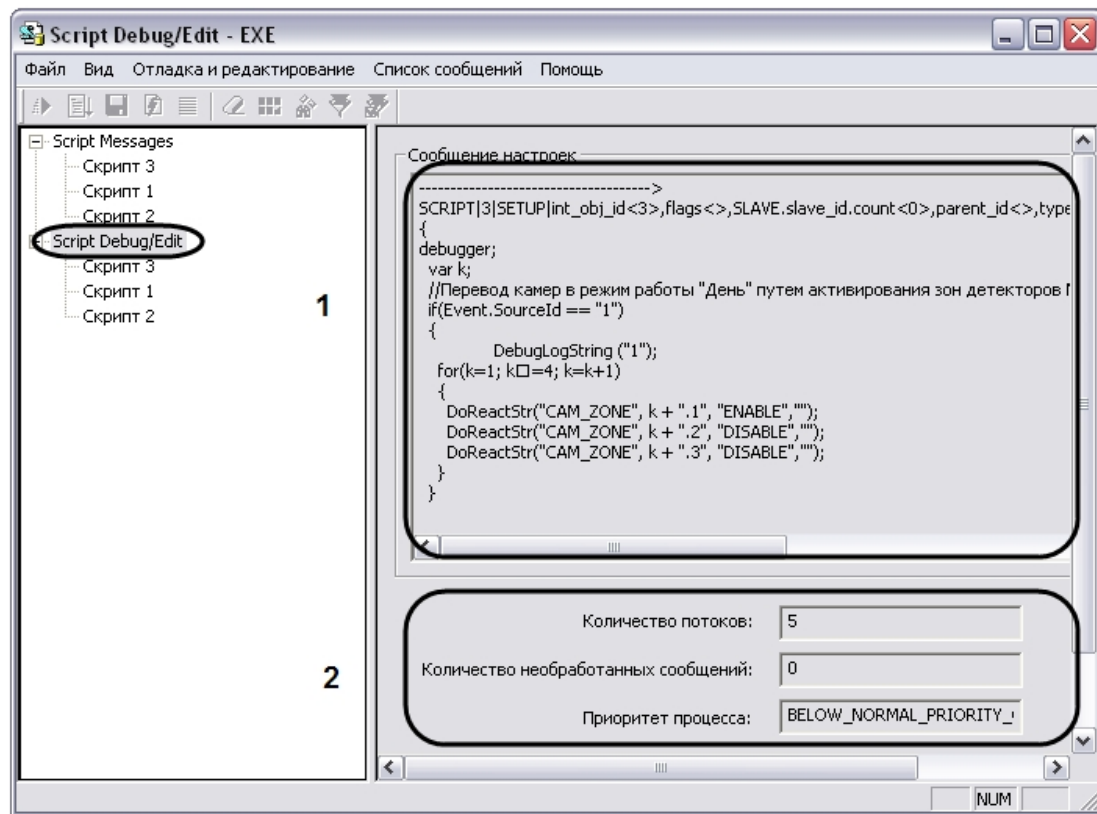 Script Debug/Edit - EXE
Файл Вид Отладка и редактирование Список сообщений Помощь
Script Messages
Скрипт 3
Скрипт 1
Скрипт 2
Script Debug/Edit
Скрипт 3
Скрипт 1
Скрипт 2
1
2
Сообщение настроек
------------------------------------->
SCRIPT|3|SETUP|int_obj_id<3>,flags<>,SLAVE.slave_id.count<0>,parent_id<>,type
{
debugger;
var k;
//Перевод камер в режим работы "День" путем активирования зон детекторов
if(Event.SourceId == "1")
{
DebugLogString ("1");
for(k=1; k□=4; k=k+1)
{
DoReactStr("CAM_ZONE", k + ".1", "ENABLE","");
DoReactStr("CAM_ZONE", k + ".2", "DISABLE","");
DoReactStr("CAM_ZONE", k + ".3", "DISABLE","");
}
}
Количество потоков: 5
Количество необработанных сообщений: 0
Приоритет процесса: BELOW_NORMAL_PRIORITY_
NUM